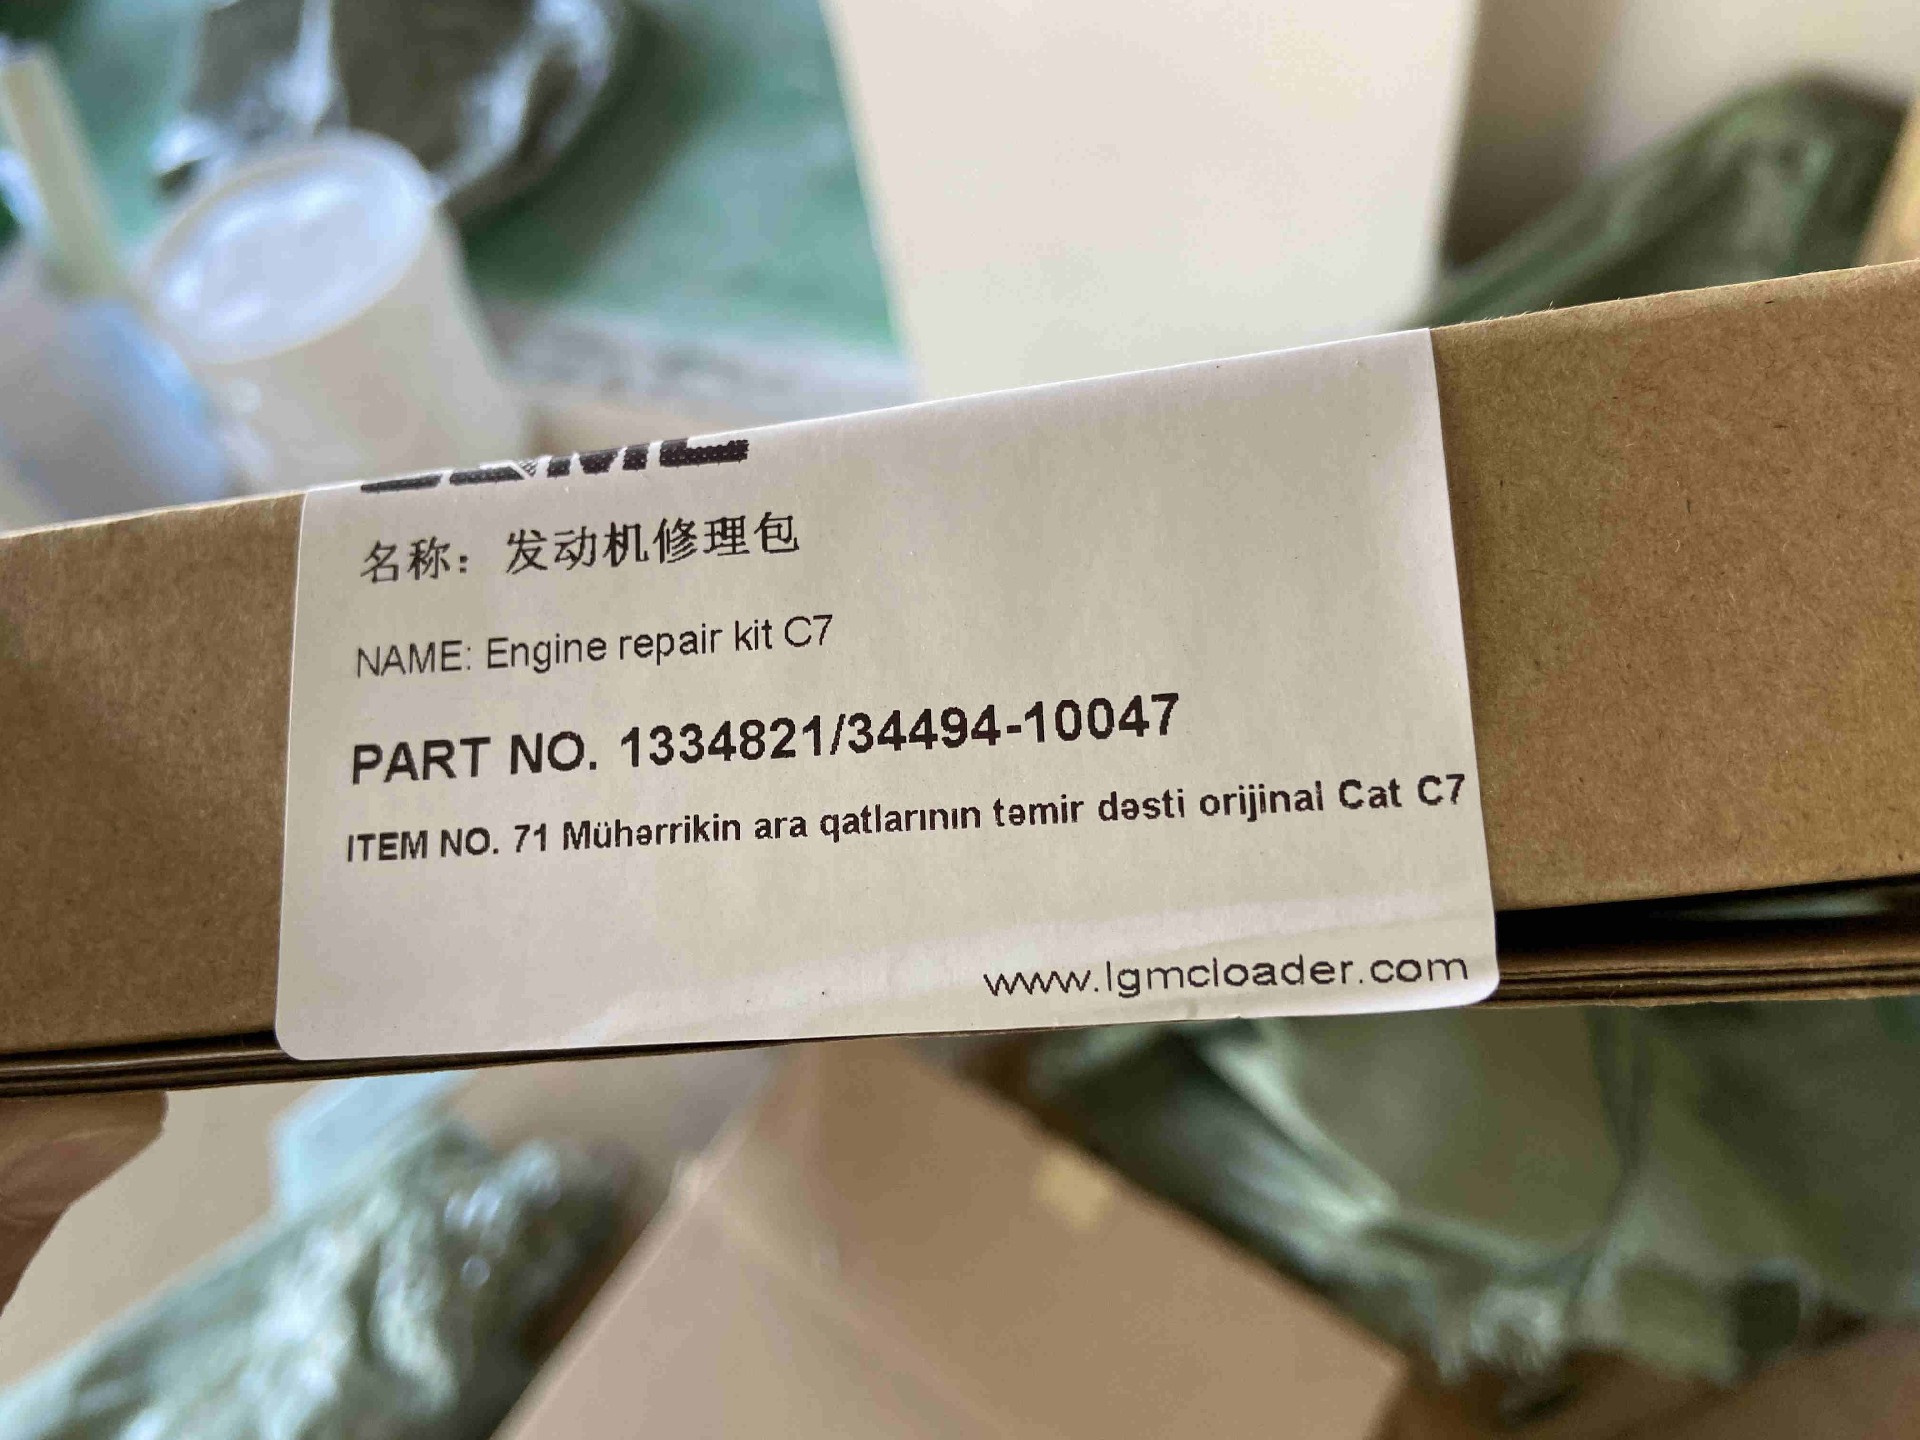 名称：发动机修理包
NAME: Engine repair kit C7
PART NO. 1334821/34494-10047
ITEM NO. 71 Mühərrikin ara qatlarının təmir dəsti orijinal Cat C7
www.lgmcloader.com